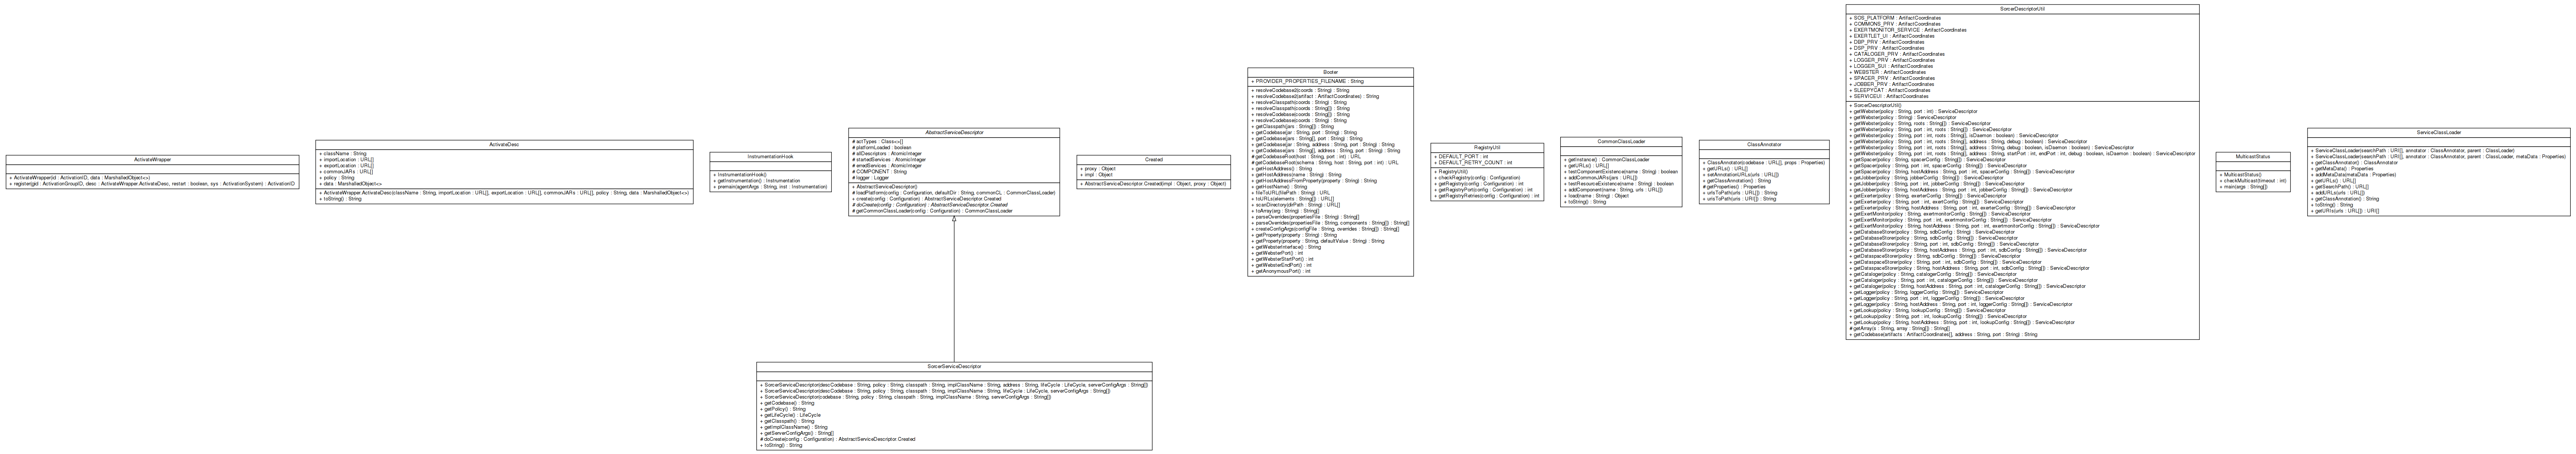 ActivateWrapper
+ ActivateWrapper(id : ActivationID, data : MarshalledObject<>)
+ register(gid : ActivationGroupID, desc : ActivateWrapper.ActivateDesc, restart : boolean, sys : ActivationSystem) : ActivationID
ActivateDesc
+ className : String
+ importLocation : URL[]
+ exportLocation : URL[]
+ commonJARs : URL[]
+ policy : String
+ data : MarshalledObject<>
+ ActivateWrapper.ActivateDesc(className : String, importLocation : URL[], exportLocation : URL[], commonJARs : URL[], policy : String, data : MarshalledObject<>)
+ toString() : String
InstrumentationHook
+ InstrumentationHook()
+ getInstrumentation() : Instrumentation
+ premain(agentArgs : String, inst : Instrumentation)
AbstractServiceDescriptor
# actTypes : Class<>[]
# platformLoaded : boolean
# allDescriptors : AtomicInteger
# startedServices : AtomicInteger
# erredServices : AtomicInteger
# COMPONENT : String
# logger : Logger
+ AbstractServiceDescriptor()
# loadPlatform(config : Configuration, defaultDir : String, commonCL : CommonClassLoader)
+ create(config : Configuration) : AbstractServiceDescriptor.Created
# doCreate(config : Configuration) : AbstractServiceDescriptor.Created
# getCommonClassLoader(config : Configuration) : CommonClassLoader
SorcerServiceDescriptor
+ SorcerServiceDescriptor(descCodebase : String, policy : String, classpath : String, implClassName : String, address : String, lifeCycle : LifeCycle, serverConfigArgs : String[])
+ SorcerServiceDescriptor(descCodebase : String, policy : String, classpath : String, implClassName : String, lifeCycle : LifeCycle, serverConfigArgs : String[])
+ SorcerServiceDescriptor(codebase : String, policy : String, classpath : String, implClassName : String, serverConfigArgs : String[])
+ getCodebase() : String
+ getPolicy() : String
+ getLifeCycle() : LifeCycle
+ getClasspath() : String
+ getImplClassName() : String
+ getServerConfigArgs() : String[]
# doCreate(config : Configuration) : AbstractServiceDescriptor.Created
+ toString() : String
Created
+ proxy : Object
+ impl : Object
+ AbstractServiceDescriptor.Created(impl : Object, proxy : Object)
Booter
+ PROVIDER_PROPERTIES_FILENAME : String
+ resolveCodebase2(coords : String) : String
+ resolveCodebase2(artifact : ArtifactCoordinates) : String
+ resolveClasspath(coords : String) : String
+ resolveClasspath(coords : String[]) : String
+ resolveCodebase(coords : String[]) : String
+ resolveCodebase(coords : String) : String
+ getClasspath(jars : String[]) : String
+ getCodebase(jar : String, port : String) : String
+ getCodebase(jars : String[], port : String) : String
+ getCodebase(jar : String, address : String, port : String) : String
+ getCodebase(jars : String[], address : String, port : String) : String
# getCodebaseRoot(host : String, port : int) : URL
# getCodebaseRoot(schema : String, host : String, port : int) : URL
+ getHostAddress() : String
+ getHostAddress(name : String) : String
+ getHostAddressFromProperty(property : String) : String
+ getHostName() : String
+ toURLs(elements : String[]) : URL[]
+ fileToURL(filePath : String) : URL
+ scanDirectory(dirPath : String) : URL[]
+ toArray(arg : String) : String[]
+ parseOverrides(propertiesFile : String) : String[]
+ parseOverrides(propertiesFile : String, components : String[]) : String[]
+ createConfigArgs(configFile : String, overrides : String[]) : String[]
+ getProperty(property : String) : String
+ getProperty(property : String, defaultValue : String) : String
+ getWebsterInterface() : String
+ getWebsterPort() : int
+ getWebsterStartPort() : int
+ getWebsterEndPort() : int
+ getAnonymousPort() : int
RegistryUtil
+ DEFAULT_PORT : int
+ DEFAULT_RETRY_COUNT : int
+ RegistryUtil()
+ checkRegistry(config : Configuration)
+ getRegistry(config : Configuration) : int
+ getRegistryPort(config : Configuration) : int
+ getRegistryRetries(config : Configuration) : int
CommonClassLoader
+ getInstance() : CommonClassLoader
+ getURLs() : URL[]
+ testComponentExistence(name : String) : boolean
+ addCommonJARs(jars : URL[])
+ testResourceExistence(name : String) : boolean
+ addComponent(name : String, urls : URL[])
+ load(name : String) : Object
+ toString() : String
ClassAnnotator
+ ClassAnnotator(codebase : URL[], props : Properties)
+ getURLs() : URL[]
+ setAnnotationURLs(urls : URL[])
+ getClassAnnotation() : String
# getProperties() : Properties
+ urlsToPath(urls : URL[]) : String
+ urisToPath(uris : URI[]) : String
SorcerDescriptorUtil
+ SOS_PLATFORM : ArtifactCoordinates
+ COMMONS_PRV : ArtifactCoordinates
+ EXERTMONITOR_SERVICE : ArtifactCoordinates
+ EXERTLET_UI : ArtifactCoordinates
+ DBP_PRV : ArtifactCoordinates
+ DSP_PRV : ArtifactCoordinates
+ CATALOGER_PRV : ArtifactCoordinates
+ LOGGER_PRV : ArtifactCoordinates
+ LOGGER_SUI : ArtifactCoordinates
+ WEBSTER : ArtifactCoordinates
+ SPACER_PRV : ArtifactCoordinates
+ JOBBER_PRV : ArtifactCoordinates
+ SLEEPYCAT : ArtifactCoordinates
+ SERVICEUI : ArtifactCoordinates
+ SorcerDescriptorUtil()
+ getWebster(policy : String, port : int) : ServiceDescriptor
+ getWebster(policy : String) : ServiceDescriptor
+ getWebster(policy : String, roots : String[]) : ServiceDescriptor
+ getWebster(policy : String, port : int, roots : String[]) : ServiceDescriptor
+ getWebster(policy : String, port : int, roots : String[], isDaemon : boolean) : ServiceDescriptor
+ getWebster(policy : String, port : int, roots : String[], address : String, debug : boolean) : ServiceDescriptor
+ getWebster(policy : String, port : int, roots : String[], address : String, debug : boolean, isDaemon : boolean) : ServiceDescriptor
+ getWebster(policy : String, port : int, roots : String[], address : String, startPort : int, endPort : int, debug : boolean, isDaemon : boolean) : ServiceDescriptor
+ getSpacer(policy : String, spacerConfig : String[]) : ServiceDescriptor
+ getSpacer(policy : String, port : int, spacerConfig : String[]) : ServiceDescriptor
+ getSpacer(policy : String, hostAddress : String, port : int, spacerConfig : String[]) : ServiceDescriptor
+ getJobber(policy : String, jobberConfig : String[]) : ServiceDescriptor
+ getJobber(policy : String, port : int, jobberConfig : String[]) : ServiceDescriptor
+ getJobber(policy : String, hostAddress : String, port : int, jobberConfig : String[]) : ServiceDescriptor
+ getExerter(policy : String, exerterConfig : String[]) : ServiceDescriptor
+ getExerter(policy : String, port : int, exertConfig : String[]) : ServiceDescriptor
+ getExerter(policy : String, hostAddress : String, port : int, exerterConfig : String[]) : ServiceDescriptor
+ getExertMonitor(policy : String, exertmonitorConfig : String[]) : ServiceDescriptor
+ getExertMonitor(policy : String, port : int, exertmonitorConfig : String[]) : ServiceDescriptor
+ getExertMonitor(policy : String, hostAddress : String, port : int, exertmonitorConfig : String[]) : ServiceDescriptor
+ getDatabaseStorer(policy : String, sdbConfig : String) : ServiceDescriptor
+ getDatabaseStorer(policy : String, sdbConfig : String[]) : ServiceDescriptor
+ getDatabaseStorer(policy : String, port : int, sdbConfig : String[]) : ServiceDescriptor
+ getDatabaseStorer(policy : String, hostAddress : String, port : int, sdbConfig : String[]) : ServiceDescriptor
+ getDataspaceStorer(policy : String, sdbConfig : String[]) : ServiceDescriptor
+ getDataspaceStorer(policy : String, port : int, sdbConfig : String[]) : ServiceDescriptor
+ getDataspaceStorer(policy : String, hostAddress : String, port : int, sdbConfig : String[]) : ServiceDescriptor
+ getCataloger(policy : String, catalogerConfig : String[]) : ServiceDescriptor
+ getCataloger(policy : String, port : int, catalogerConfig : String[]) : ServiceDescriptor
+ getCataloger(policy : String, hostAddress : String, port : int, catalogerConfig : String[]) : ServiceDescriptor
+ getLogger(policy : String, loggerConfig : String[]) : ServiceDescriptor
+ getLogger(policy : String, port : int, loggerConfig : String[]) : ServiceDescriptor
+ getLogger(policy : String, hostAddress : String, port : int, loggerConfig : String[]) : ServiceDescriptor
+ getLookup(policy : String, lookupConfig : String[]) : ServiceDescriptor
+ getLookup(policy : String, port : int, lookupConfig : String[]) : ServiceDescriptor
+ getLookup(policy : String, hostAddress : String, port : int, lookupConfig : String[]) : ServiceDescriptor
# getArray(s : String, array : String[]) : String[]
+ getCodebase(artifacts : ArtifactCoordinates[], address : String, port : String) : String
MulticastStatus
+ MulticastStatus()
+ checkMulticast(timeout : int)
+ main(args : String[])
ServiceClassLoader
+ ServiceClassLoader(searchPath : URI[], annotator : ClassAnnotator, parent : ClassLoader)
+ ServiceClassLoader(searchPath : URI[], annotator : ClassAnnotator, parent : ClassLoader, metaData : Properties)
+ getClassAnnotator() : ClassAnnotator
+ getMetaData() : Properties
+ addMetaData(metaData : Properties)
+ getURLs() : URL[]
+ getSearchPath() : URL[]
+ addURLs(urls : URL[])
+ getClassAnnotation() : String
+ toString() : String
+ getURIs(urls : URL[]) : URI[]